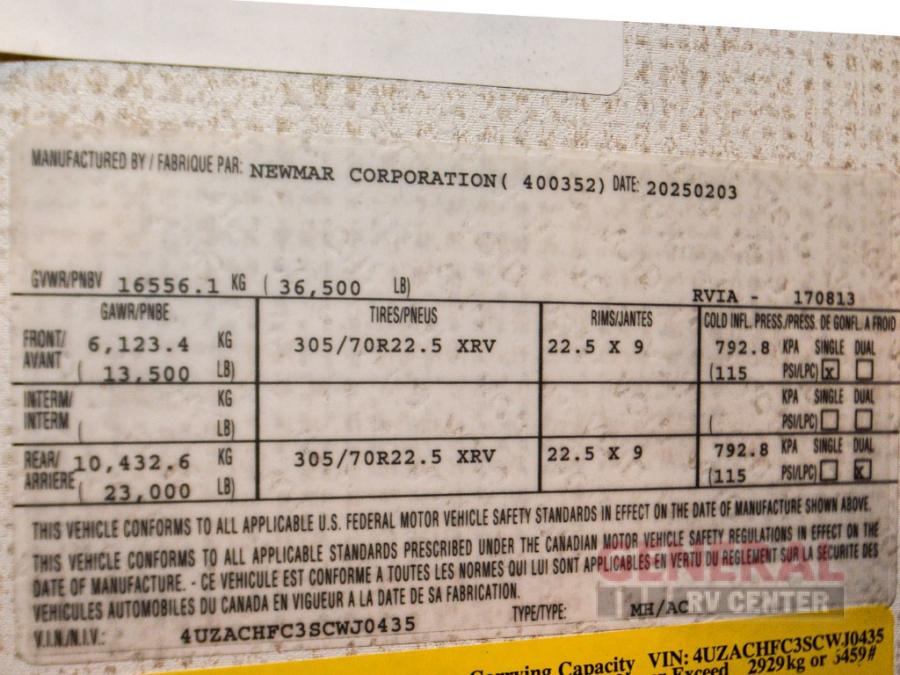 MANUFACTURED BY / FABRIQUE PAR: NEWMAR CORPORATION( 400352) DATE: 20250203
GVWR/PNBV 16556.1 KG ( 36,500 LB)
RVIA - 170813
GAWR/PNBE TIRES/PNEUS RIMS/JANTES COLD INFL. PRESS./PRESS. DE GONFL. A FROID
FRONT/ 6,123.4 KG 305/70R22.5 XRV 22.5 X 9 792.8 KPA SINGLE DUAL
AVANT ( 13,500 LB) (115 PSI/LPC) x
INTERM/ KG KPA SINGLE DUAL
INTERM ( LB) ( PSI/LPC)
REAR/ 10,432.6 KG 305/70R22.5 XRV 22.5 X 9 792.8 KPA SINGLE DUAL
ARRIERE ( 23,000 LB) (115 PSI/LPC) x
THIS VEHICLE CONFORMS TO ALL APPLICABLE U.S. FEDERAL MOTOR VEHICLE SAFETY STANDARDS IN EFFECT ON THE DATE OF MANUFACTURE SHOWN ABOVE.
THIS VEHICLE CONFORMS TO ALL APPLICABLE STANDARDS PRESCRIBED UNDER THE CANADIAN MOTOR VEHICLE SAFETY REGULATIONS IN EFFECT ON THE
DATE OF MANUFACTURE. - CE VEHICULE EST CONFORME A TOUTES LES NORMES QUI LUI SONT APPLICABLES EN VERTU DU REGLEMENT SUR LA SECURITE DES
VEHICULES AUTOMOBILES DU CANADA EN VIGUEUR A LA DATE DE SA FABRICATION.
V.I.N./N.I.V.: 4UZACHFC3SCWJ0435 TYPE/TYPE: MH/AC
GENERAL
RV CENTER
Carrying Capacity VIN: 4UZACHFC3SCWJ0435
Exceed 2929kg or 6459#